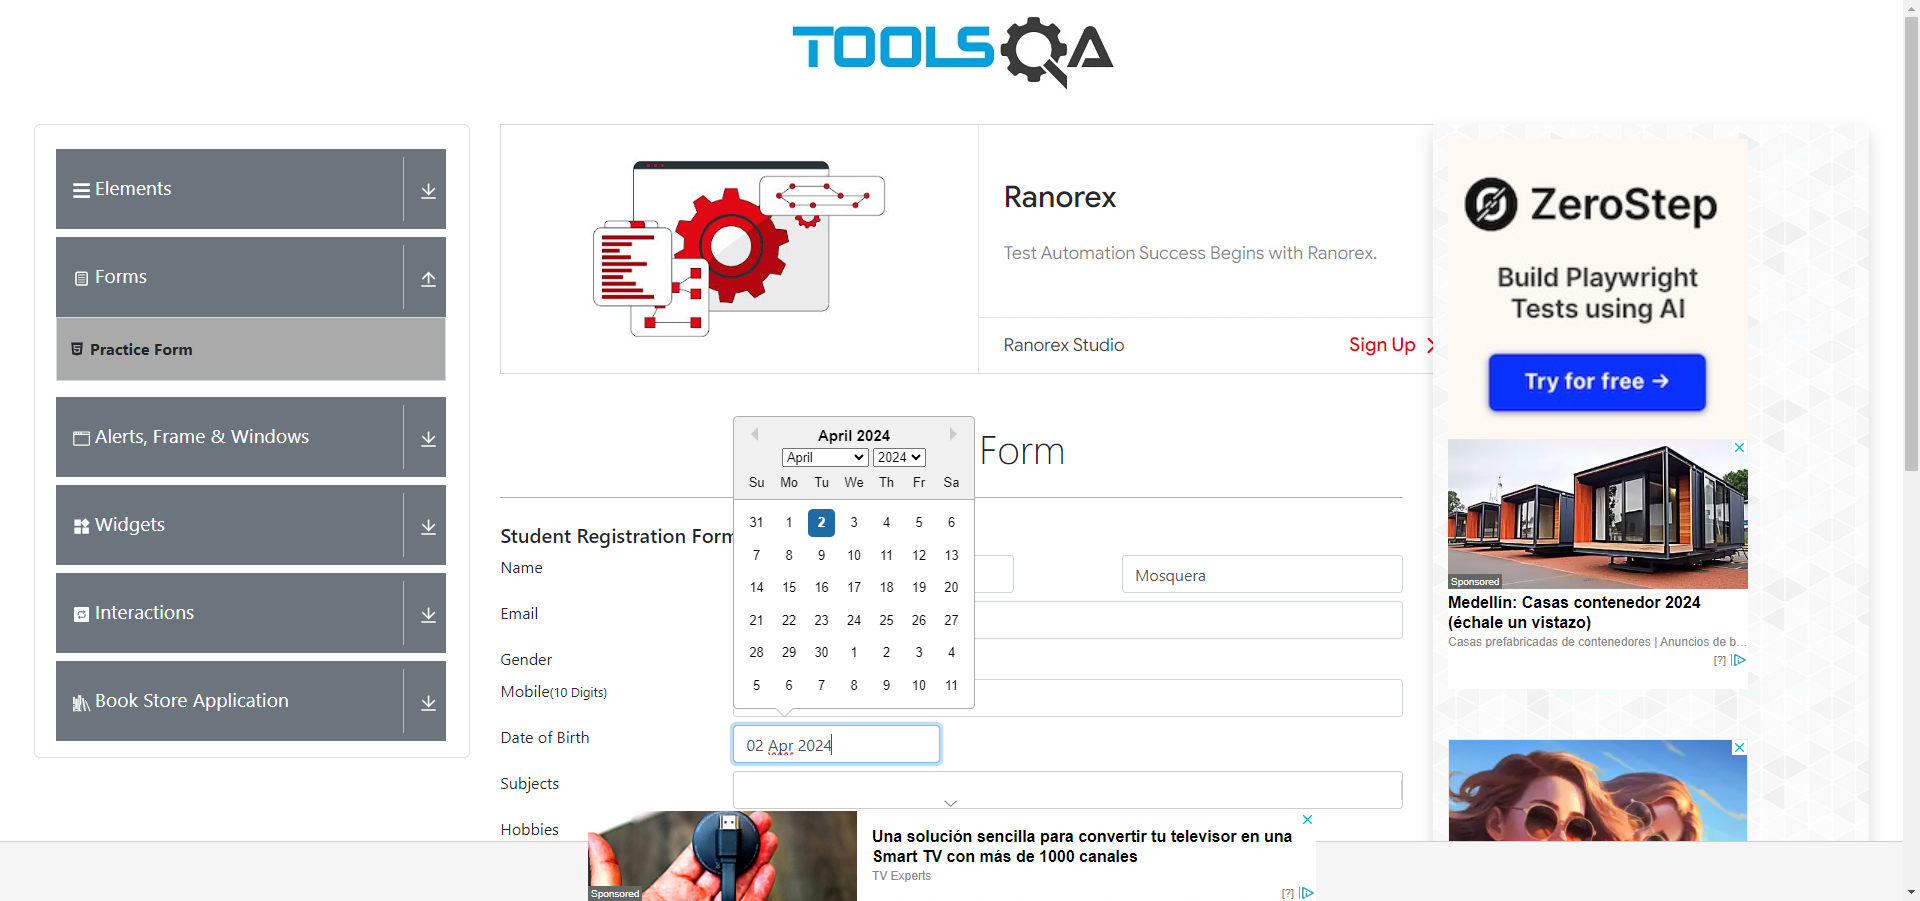 TOOLSQA
Elements
Forms
Practice Form
Alerts, Frame & Windows
Widgets
Interactions
Book Store Application
Ranorex
Test Automation Success Begins with Ranorex.
Ranorex Studio
Sign Up
Form
Student Registration Form
Name
Mosquera
Email
Gender
Mobile(10 Digits)
Date of Birth
02 Apr 2024
Subjects
Hobbies
April 2024
April 2024
Su Mo Tu We Th Fr Sa
31 1 2 3 4 5 6
7 8 9 10 11 12 13
14 15 16 17 18 19 20
21 22 23 24 25 26 27
28 29 30 1 2 3 4
5 6 7 8 9 10 11
ZeroStep
Build Playwright
Tests using AI
Try for free →
Sponsored
Medellín: Casas contenedor 2024
(échale un vistazo)
Casas prefabricadas de contenedores | Anuncios de b...
[?]
Una solución sencilla para convertir tu televisor en una
Smart TV con más de 1000 canales
TV Experts
Sponsored
[?]